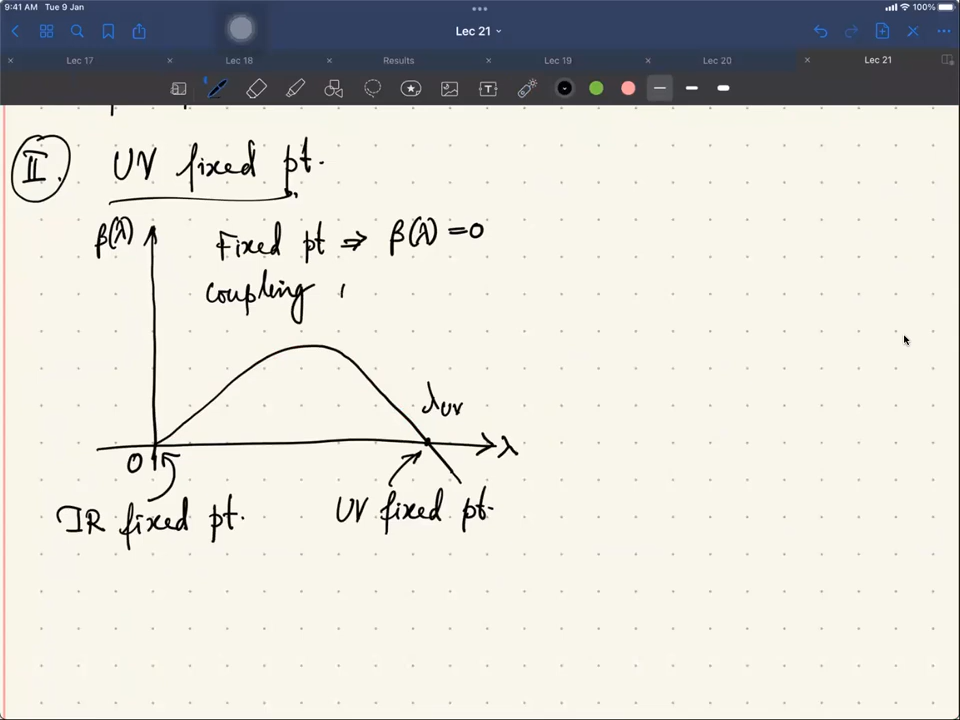 9:41 AM Tue 9 Jan
100%
Lec 21
Lec 17
Lec 18
Results
Lec 19
Lec 20
Lec 21
II. UV fixed pt.
β(λ)
Fixed pt ⇒ β(λ) = 0
coupling
λ_UV
λ
0
IR fixed pt.
UV fixed pt.